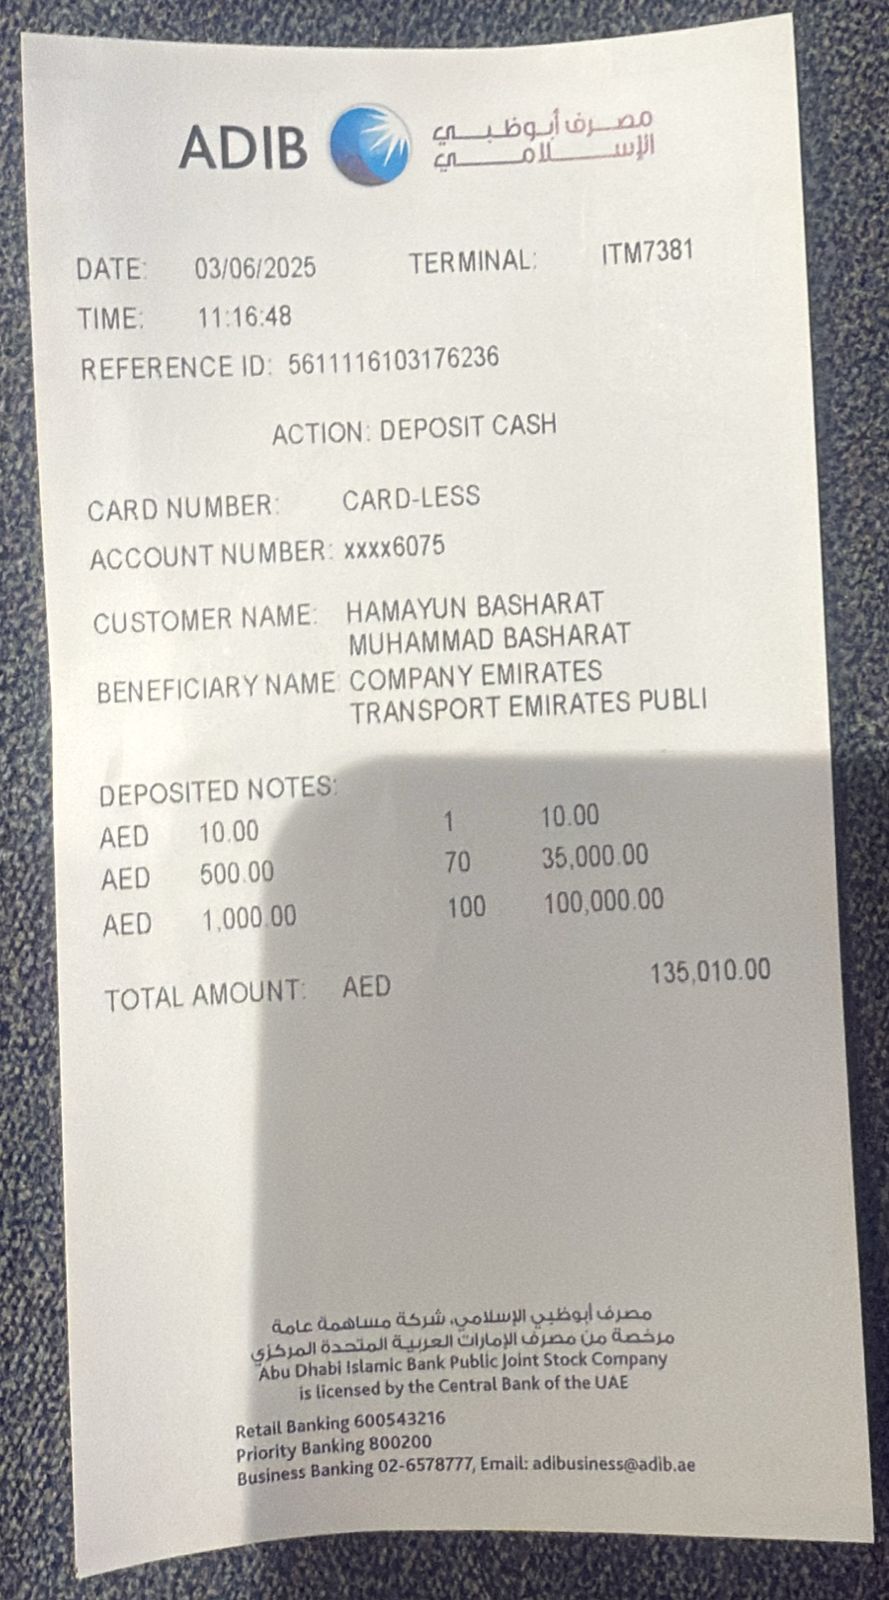 ADIB
مصرف أبوظبي
الإسلامي
DATE: 03/06/2025 TERMINAL: ITM7381
TIME: 11:16:48
REFERENCE ID: 5611116103176236
ACTION: DEPOSIT CASH
CARD NUMBER: CARD-LESS
ACCOUNT NUMBER: xxxx6075
CUSTOMER NAME: HAMAYUN BASHARAT
MUHAMMAD BASHARAT
BENEFICIARY NAME: COMPANY EMIRATES
TRANSPORT EMIRATES PUBLI
DEPOSITED NOTES:
AED 10.00 1 10.00
AED 500.00 70 35,000.00
AED 1,000.00 100 100,000.00
TOTAL AMOUNT: AED 135,010.00
مصرف أبوظبي الإسلامي، شركة مساهمة عامة
مرخصة من مصرف الإمارات العربية المتحدة المركزي
Abu Dhabi Islamic Bank Public Joint Stock Company
is licensed by the Central Bank of the UAE
Retail Banking 600543216
Priority Banking 800200
Business Banking 02-6578777, Email: adibusiness@adib.ae